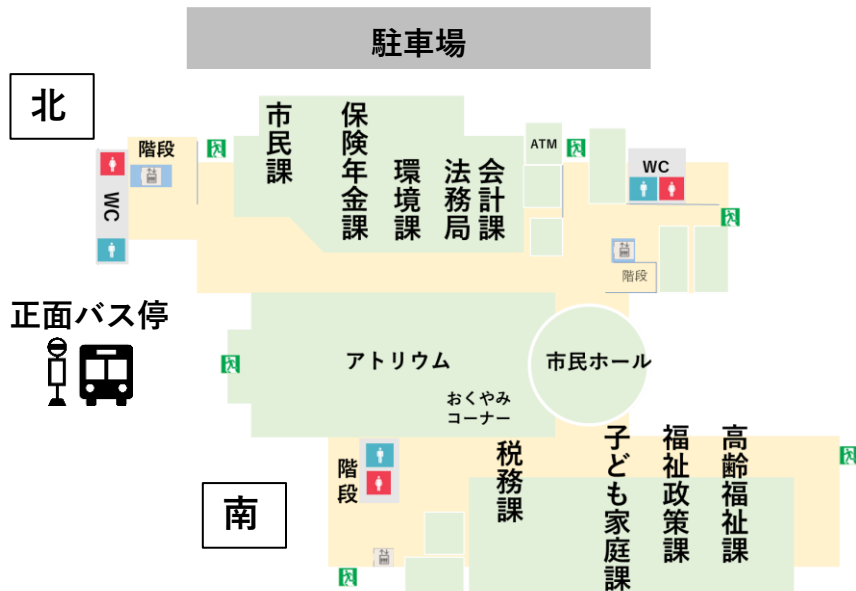 駐車場
北
階段
WC
市民課
保険年金課
環境課
法務局
会計課
ATM
WC
階段
正面バス停
アトリウム
市民ホール
おくやみ
コーナー
階段
税務課
子ども家庭課
福祉政策課
高齢福祉課
南